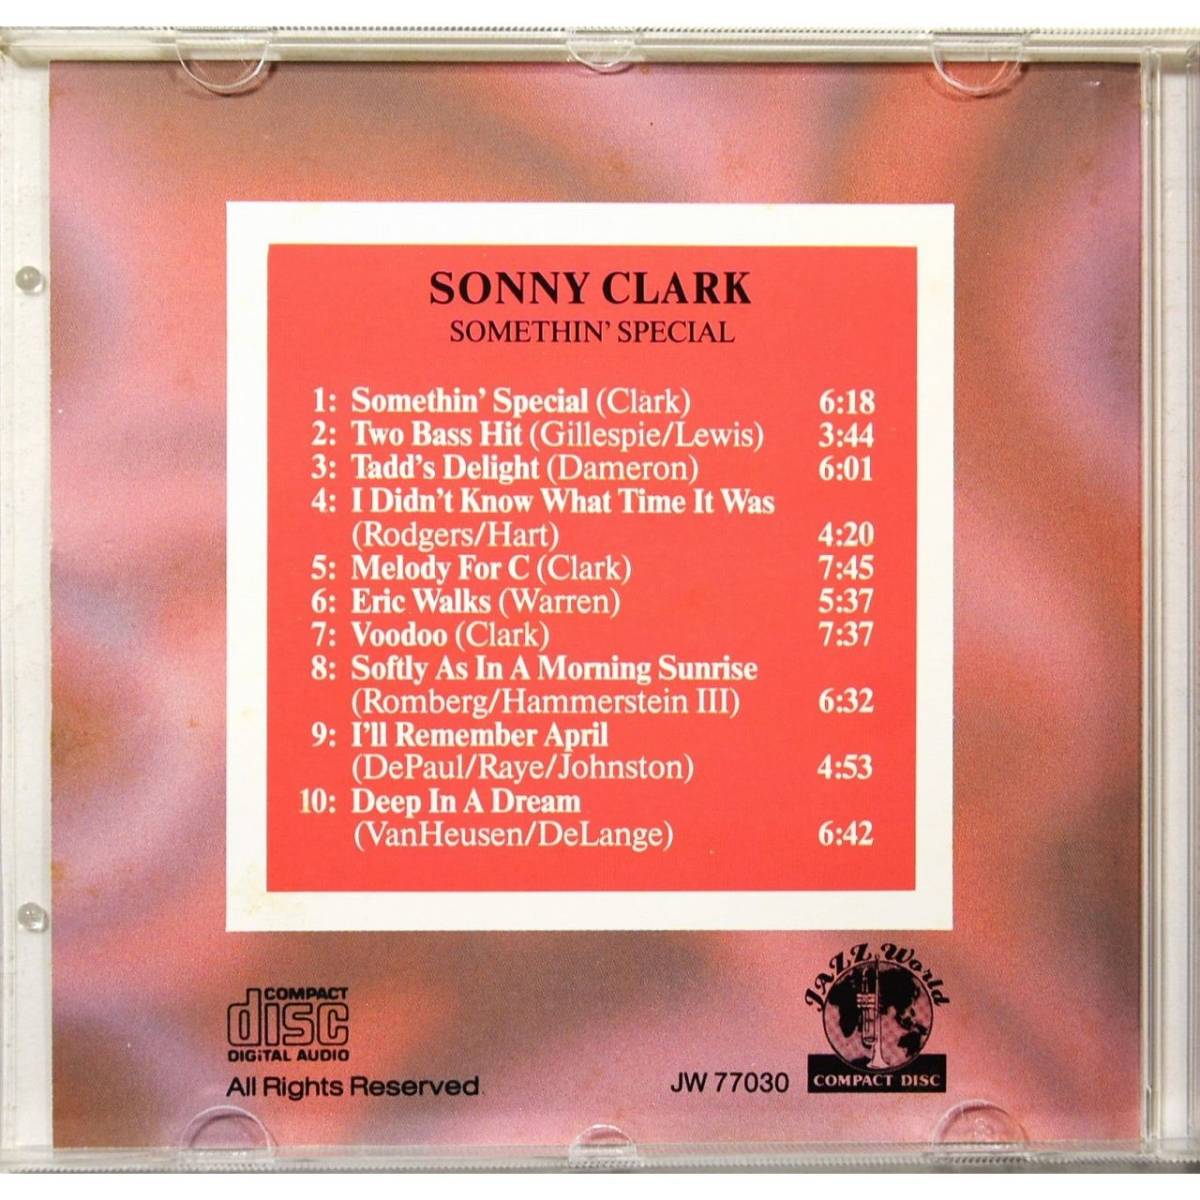 SONNY CLARK
SOMETHIN' SPECIAL
1: Somethin' Special (Clark) 6:18
2: Two Bass Hit (Gillespie/Lewis) 3:44
3: Tadd's Delight (Dameron) 6:01
4: I Didn't Know What Time It Was
(Rodgers/Hart) 4:20
5: Melody For C (Clark) 7:45
6: Eric Walks (Warren) 5:37
7: Voodoo (Clark) 7:37
8: Softly As In A Morning Sunrise
(Romberg/Hammerstein III) 6:32
9: I'll Remember April
(DePaul/Raye/Johnston) 4:53
10: Deep In A Dream
(VanHeusen/DeLange) 6:42
COMPACT
disc
DIGITAL AUDIO
All Rights Reserved
JW 77030
JAZZ World
COMPACT DISC